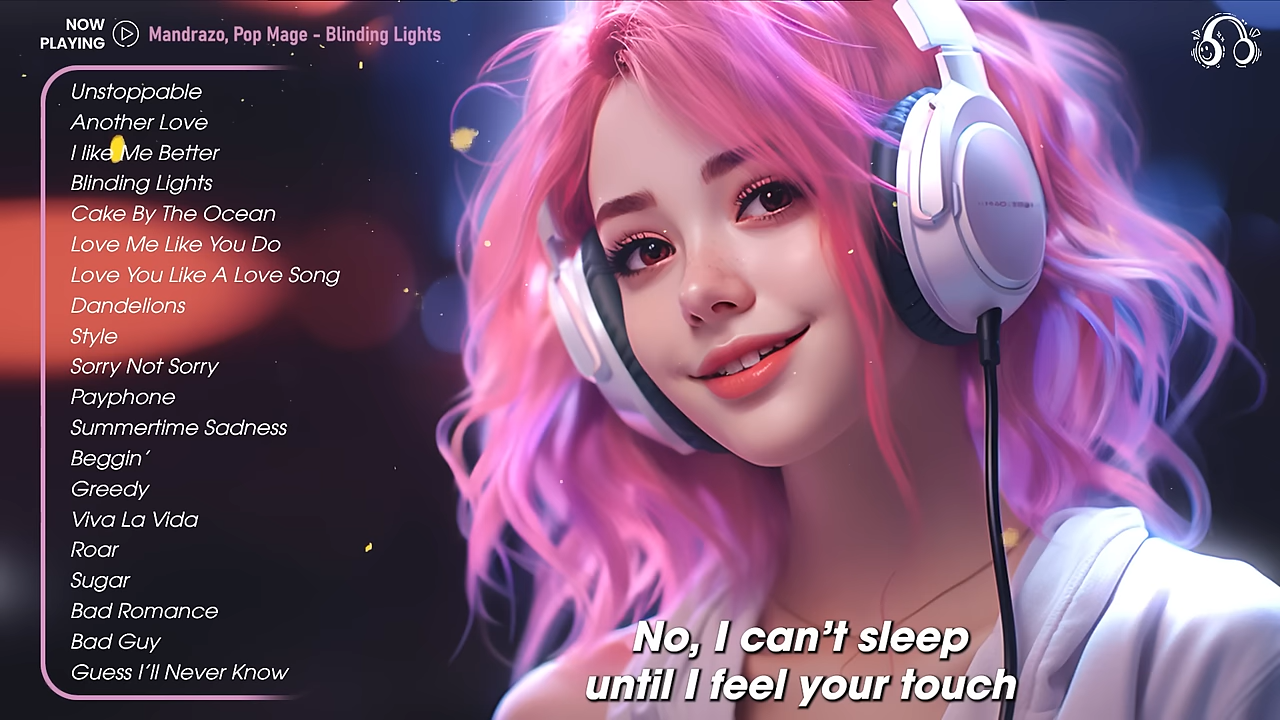 NOW
PLAYING
Mandrazo, Pop Mage - Blinding Lights
Unstoppable
Another Love
I like Me Better
Blinding Lights
Cake By The Ocean
Love Me Like You Do
Love You Like A Love Song
Dandelions
Style
Sorry Not Sorry
Payphone
Summertime Sadness
Beggin’
Greedy
Viva La Vida
Roar
Sugar
Bad Romance
Bad Guy
Guess I’ll Never Know
No, I can’t sleep
until I feel your touch